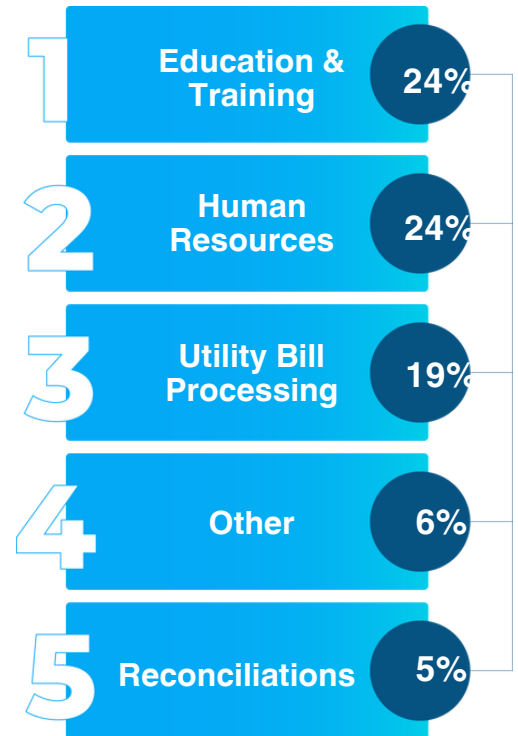 1
Education &
Training
24%
2
Human
Resources
24%
3
Utility Bill
Processing
19%
4
Other
6%
5
Reconciliations
5%